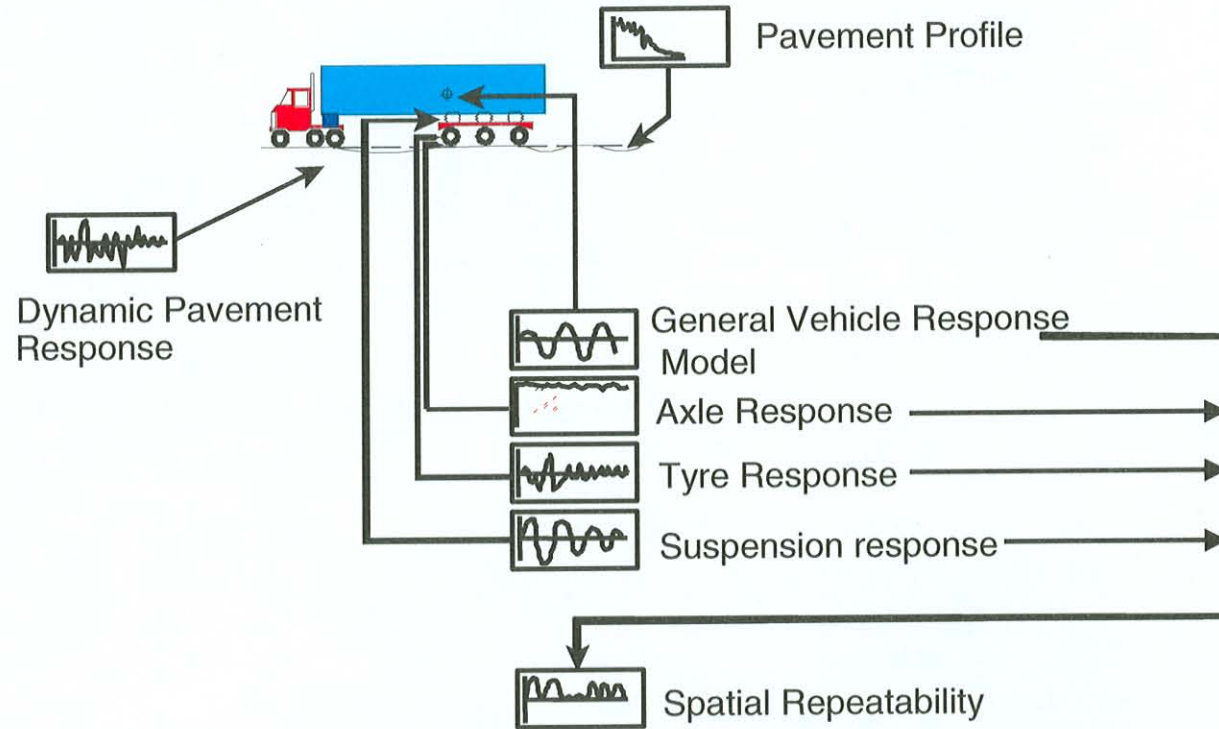 Pavement Profile
Dynamic Pavement
Response
General Vehicle Response
Model
Axle Response
Tyre Response
Suspension response
Spatial Repeatability